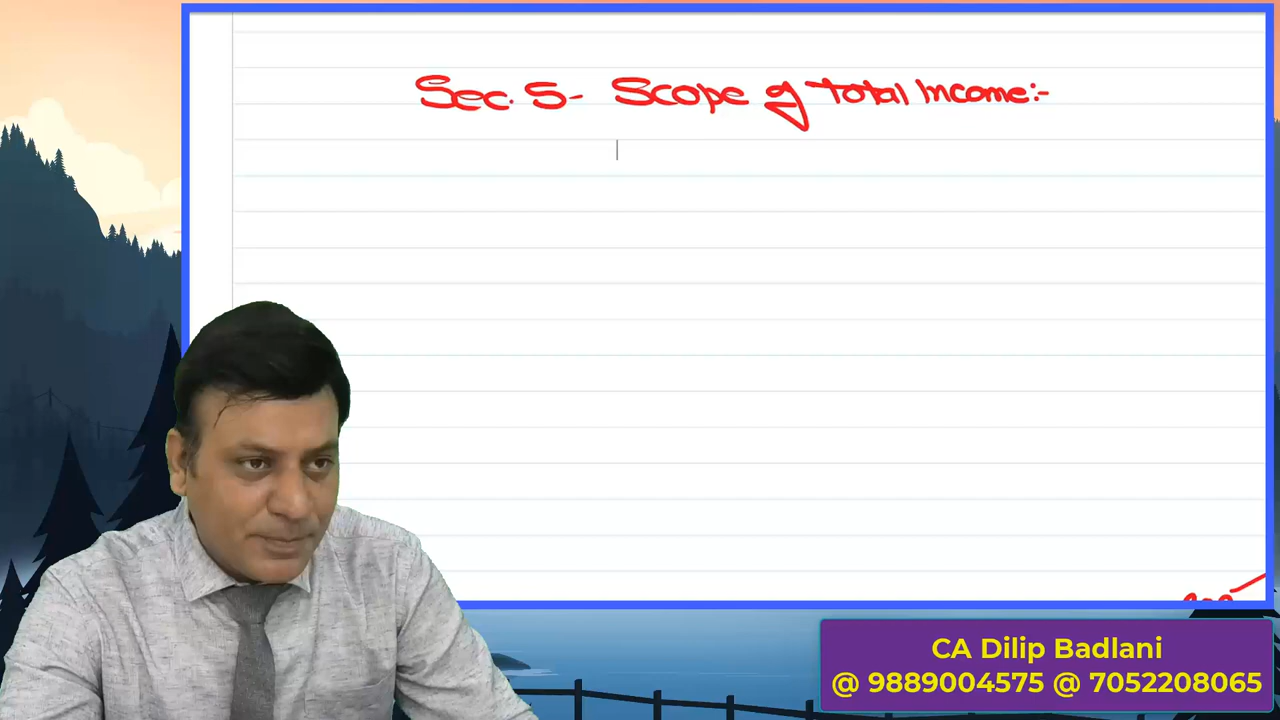 Sec. 5- Scope of Total Income:-
CA Dilip Badlani
@ 9889004575 @ 7052208065